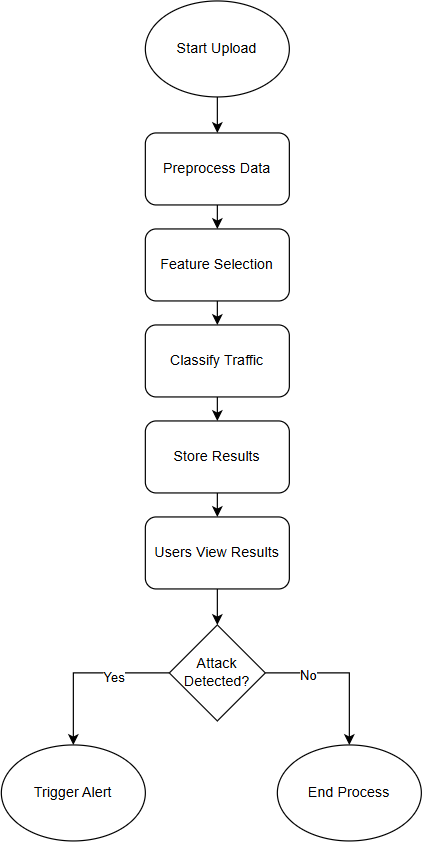 Start Upload
Preprocess Data
Feature Selection
Classify Traffic
Store Results
Users View Results
Attack
Detected?
Yes
No
Trigger Alert
End Process